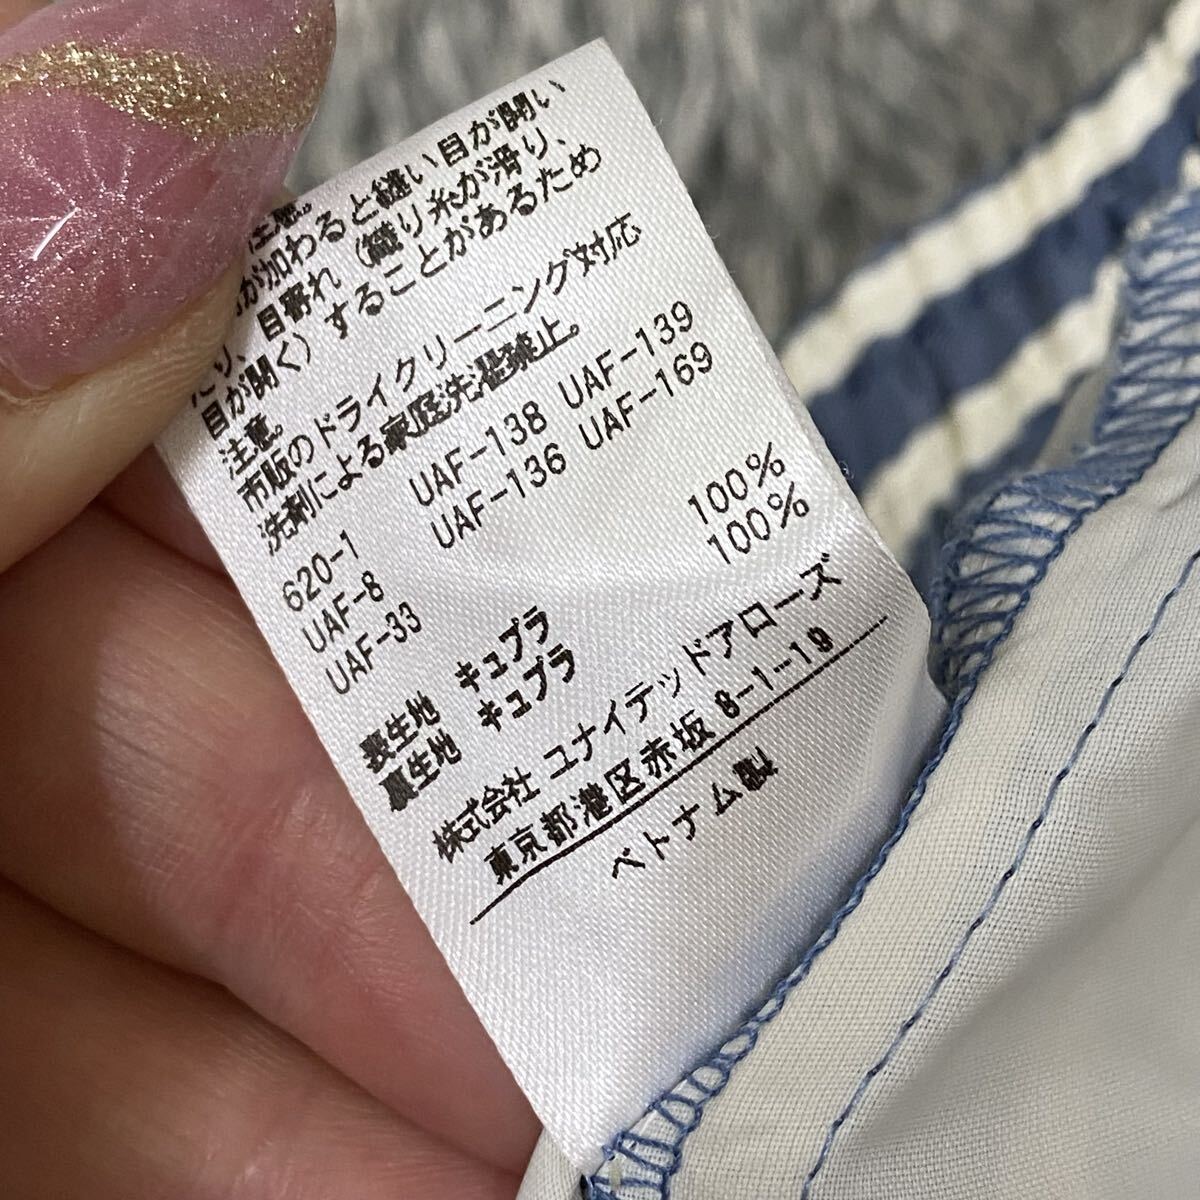 注意。
が加わると縫い目が開い
たり、目寄れ(織り糸が滑り、
目が開く)することがあるため
注意。
市販のドライクリーニング対応
洗剤による家庭洗濯禁止。
620-1 UAF-138 UAF-139
UAF-8 UAF-136 UAF-169
UAF-33
表生地 キュプラ 100%
裏生地 キュプラ 100%
株式会社 ユナイテッドアローズ
東京都港区赤坂 8-1-19
ベトナム製